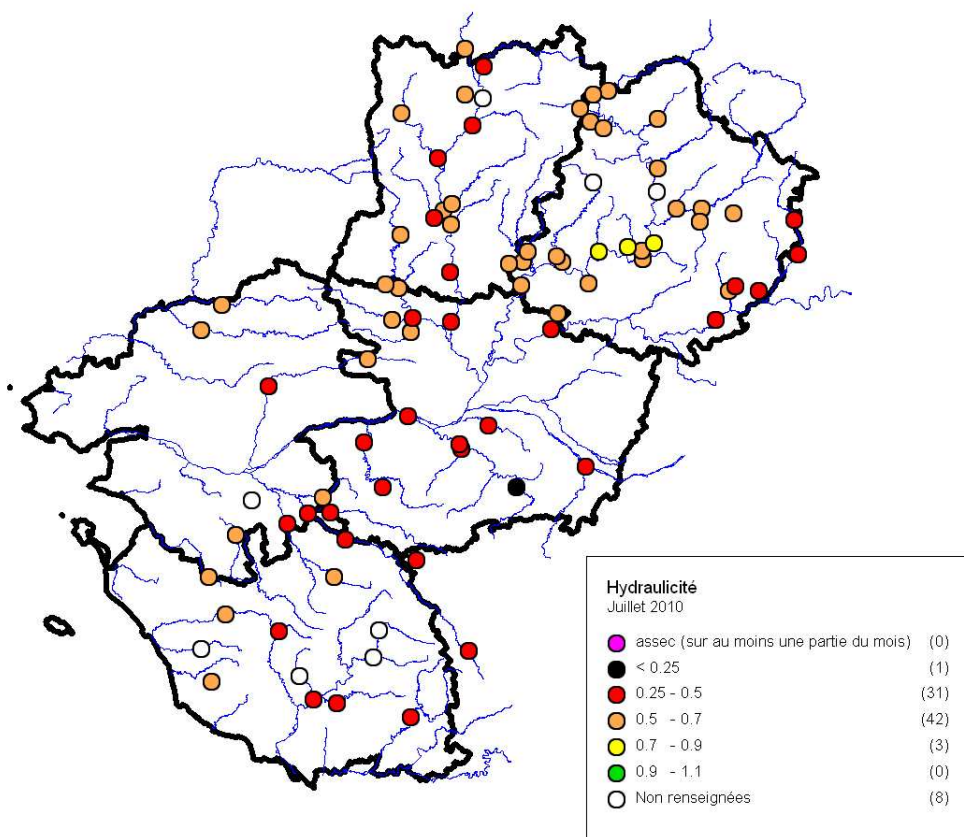 Hydraulicité
Juillet 2010
assec (sur au moins une partie du mois) (0)
< 0.25 (1)
0.25 - 0.5 (31)
0.5 - 0.7 (42)
0.7 - 0.9 (3)
0.9 - 1.1 (0)
Non renseignées (8)